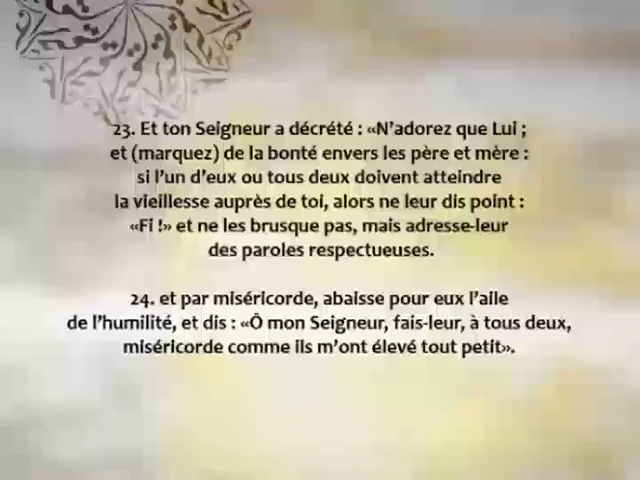 23. Et ton Seigneur a décrété : «N'adorez que Lui ;
et (marquez) de la bonté envers les père et mère :
si l'un d'eux ou tous deux doivent atteindre
la vieillesse auprès de toi, alors ne leur dis point :
«Fi !» et ne les brusque pas, mais adresse-leur
des paroles respectueuses.
24. et par miséricorde, abaisse pour eux l'aile
de l'humilité, et dis : «Ô mon Seigneur, fais-leur, à tous deux,
miséricorde comme ils m'ont élevé tout petit».